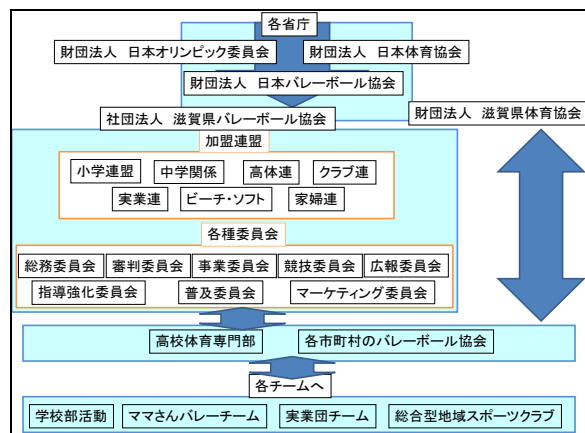 各省庁
財団法人 日本オリンピック委員会 財団法人 日本体育協会
財団法人 日本バレーボール協会
社団法人 滋賀県バレーボール協会 財団法人 滋賀県体育協会
加盟連盟
小学連盟 中学関係 高体連 クラブ連
実業連 ビーチ・ソフト 家婦連
各種委員会
総務委員会 審判委員会 事業委員会 競技委員会 広報委員会
指導強化委員会 普及委員会 マーケティング委員会
高校体育専門部 各市町村のバレーボール協会
各チームへ
学校部活動 ママさんバレーチーム 実業団チーム 総合型地域スポーツクラブ